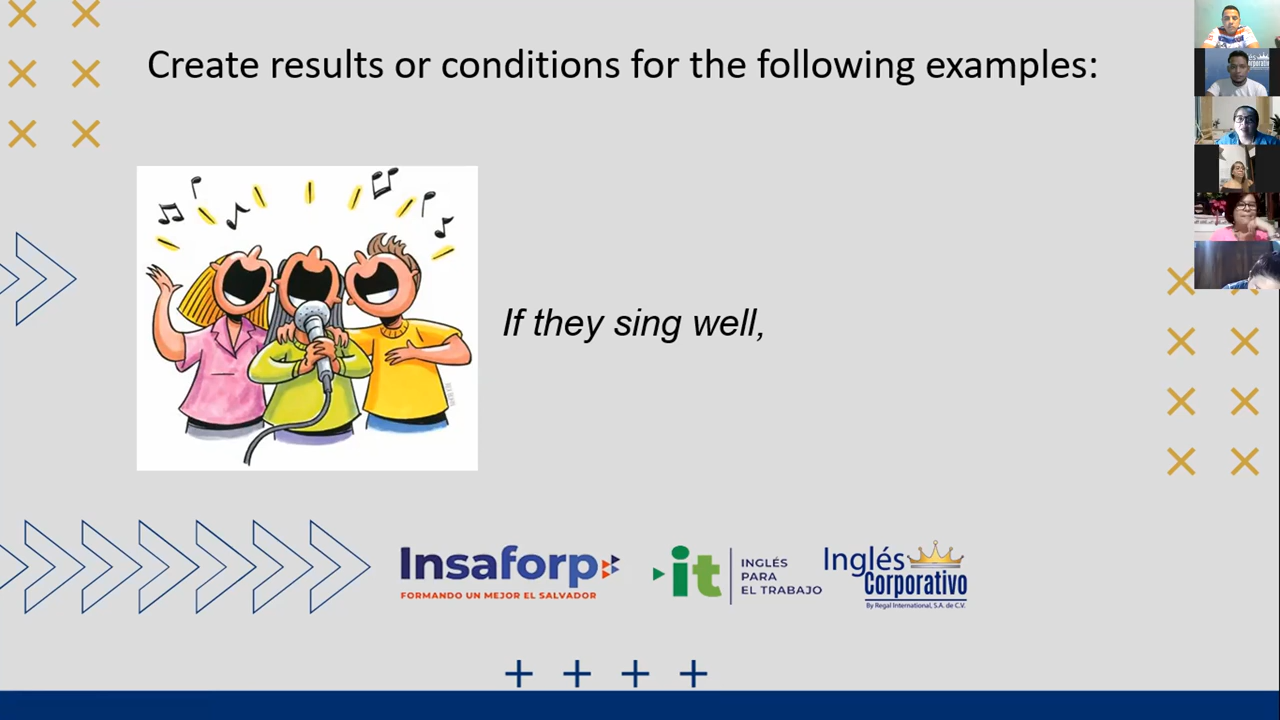 Create results or conditions for the following examples:
If they sing well,
Insaforp
FORMANDO UN MEJOR EL SALVADOR
it
INGLÉS
PARA
EL TRABAJO
Inglés
Corporativo
By Regal International, S.A. de C.V.